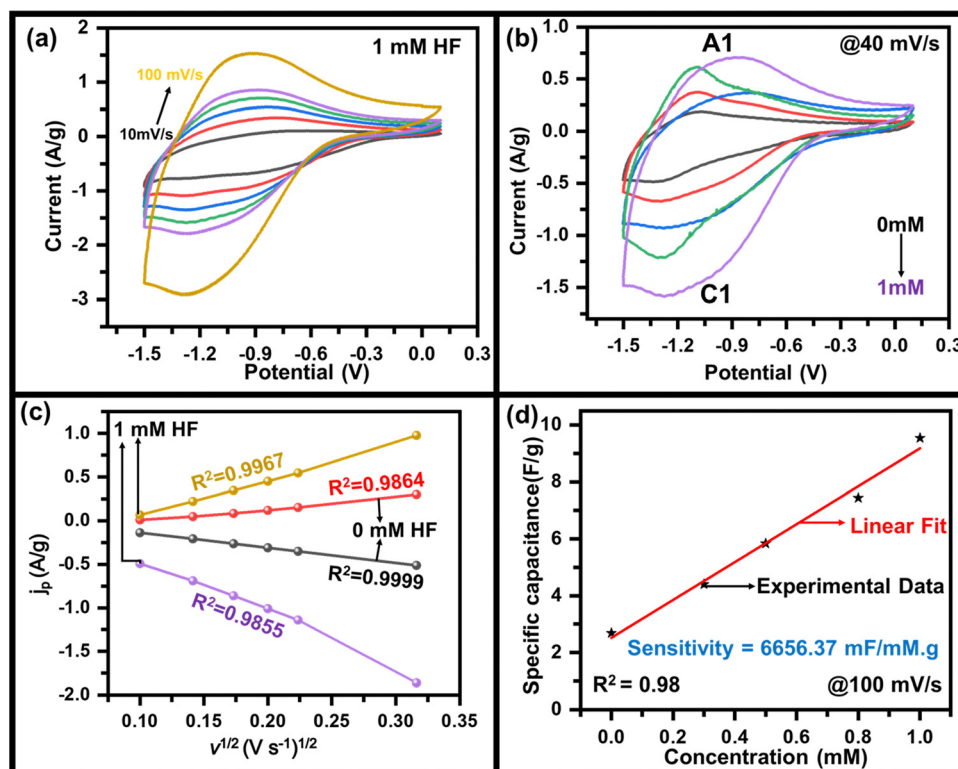 (a)
1 mM HF
100 mV/s
10mV/s
Current (A/g)
2
1
0
1
2
3
-1.5 -1.2 -0.9 -0.6 -0.3 0.0 0.3
Potential (V)
(b)
A1
@40 mV/s
0mM
1mM
C1
Current (A/g)
1.0
0.5
0.0
-0.5
-1.0
-1.5
-1.5 -1.2 -0.9 -0.6 -0.3 0.0 0.3
Potential (V)
(c)
1 mM HF
R²=0.9967
R²=0.9864
0 mM HF
R²=0.9999
R²=0.9855
jₚ (A/g)
1.0
0.5
0.0
-0.5
-1.0
-1.5
-2.0
0.10 0.15 0.20 0.25 0.30 0.35
v¹ᐟ² (V s⁻¹)¹ᐟ²
(d)
Specific capacitance(F/g)
10
8
6
4
2
0
Linear Fit
Experimental Data
Sensitivity = 6656.37 mF/mM.g
R² = 0.98
@100 mV/s
0.0 0.2 0.4 0.6 0.8 1.0
Concentration (mM)